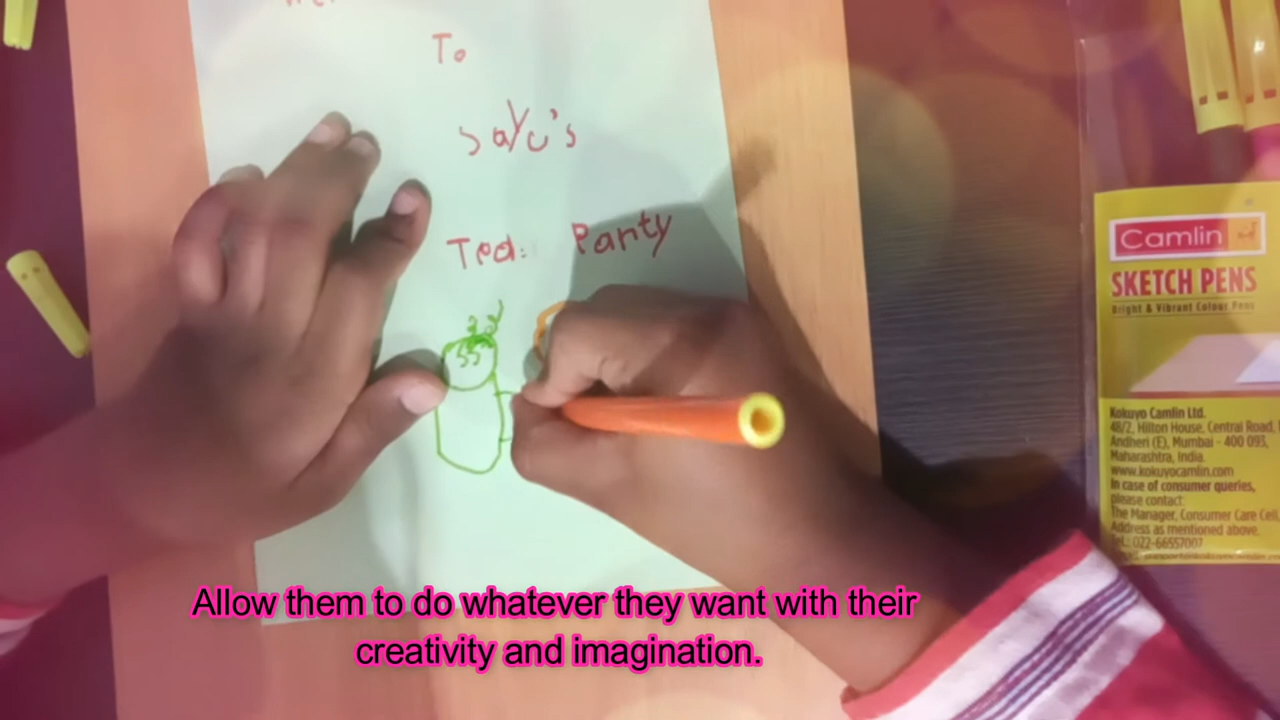 To
sayu's
Tea: Party
Camlin
SKETCH PENS
Bright & Vibrant Colour Pens
Kokuyo Camlin Ltd.
48/2, Hilton House, Central Road,
Andheri (E), Mumbai - 400 093,
Maharashtra, India.
www.kokuyocamlin.com
In case of consumer queries,
please contact:
The Manager, Consumer Care Cell,
Address as mentioned above.
Tel.: 022-66557007
Allow them to do whatever they want with their
creativity and imagination.